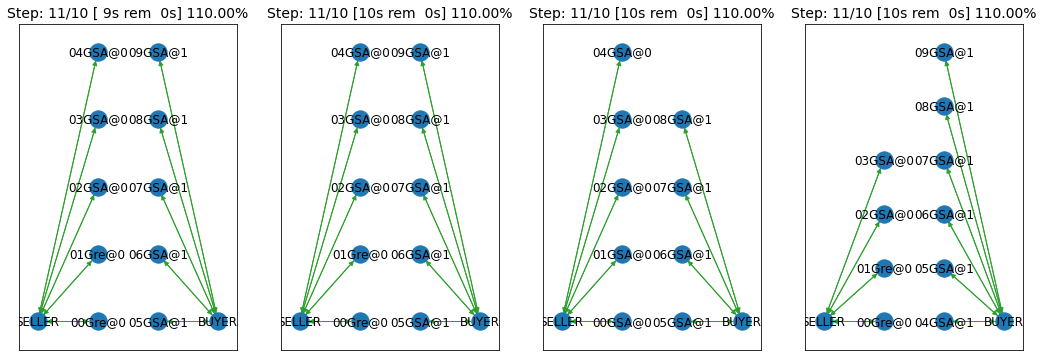 Step: 11/10 [ 9s rem  0s] 110.00%
04GSA@0 09GSA@1
03GSA@0 08GSA@1
02GSA@0 07GSA@1
01Gre@0 06GSA@1
SELLER 00Gre@0 05GSA@1 BUYER
Step: 11/10 [10s rem  0s] 110.00%
04GSA@0 09GSA@1
03GSA@0 08GSA@1
02GSA@0 07GSA@1
01Gre@0 06GSA@1
SELLER 00Gre@0 05GSA@1 BUYER
Step: 11/10 [10s rem  0s] 110.00%
04GSA@0
03GSA@0 08GSA@1
02GSA@0 07GSA@1
01GSA@0 06GSA@1
SELLER 00GSA@0 05GSA@1 BUYER
Step: 11/10 [10s rem  0s] 110.00%
09GSA@1
08GSA@1
03GSA@0 07GSA@1
02GSA@0 06GSA@1
01Gre@0 05GSA@1
SELLER 00Gre@0 04GSA@1 BUYER